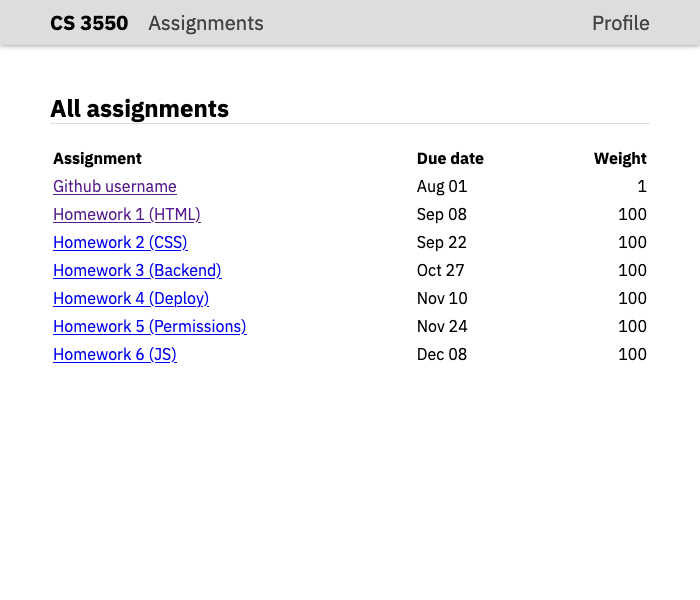 CS 3550 Assignments Profile
All assignments
Assignment Due date Weight
Github username Aug 01 1
Homework 1 (HTML) Sep 08 100
Homework 2 (CSS) Sep 22 100
Homework 3 (Backend) Oct 27 100
Homework 4 (Deploy) Nov 10 100
Homework 5 (Permissions) Nov 24 100
Homework 6 (JS) Dec 08 100